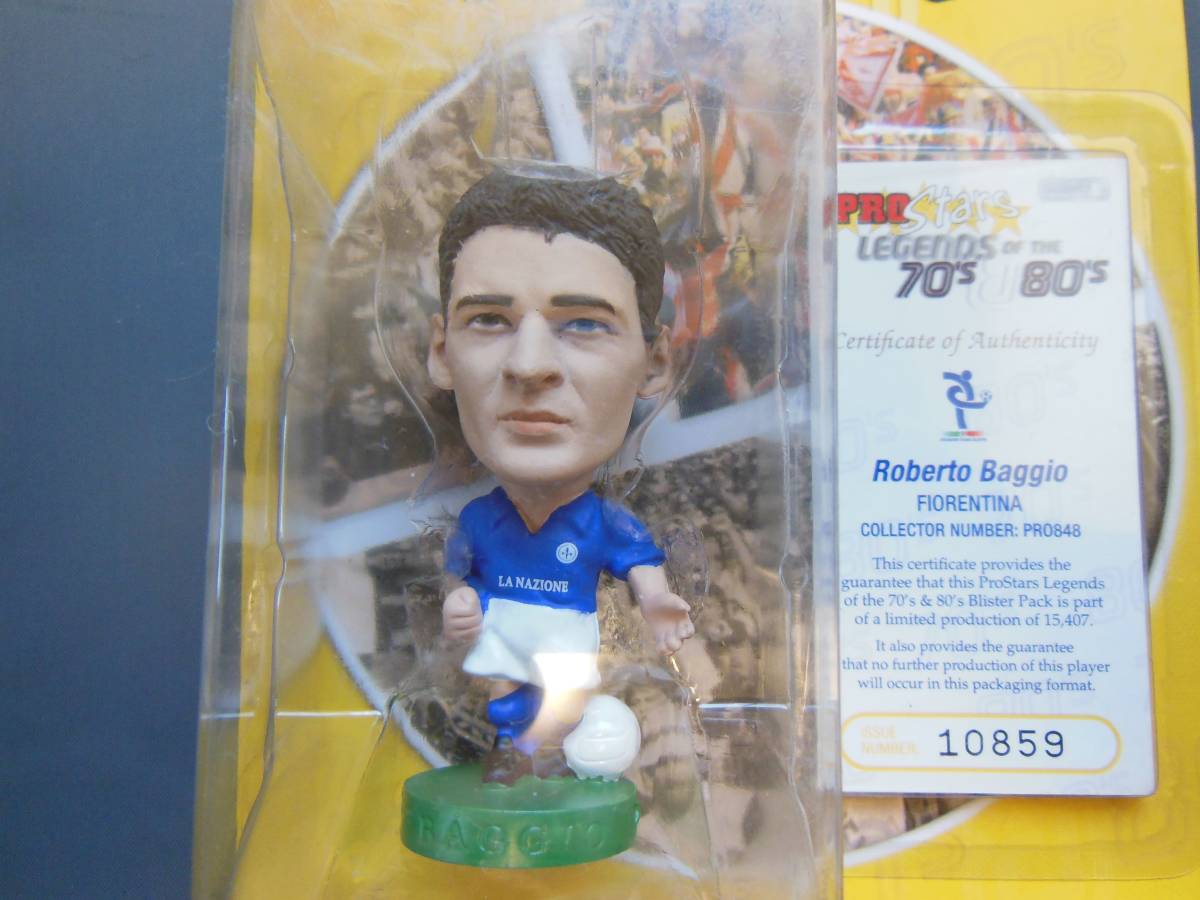 PRO Stars
LEGENDS OF THE
70'S & 80'S
Certificate of Authenticity
Roberto Baggio
FIORENTINA
COLLECTOR NUMBER: PRO848
This certificate provides the
guarantee that this ProStars Legends
of the 70's & 80's Blister Pack is part
of a limited production of 15,407.
It also provides the guarantee
that no further production of this player
will occur in this packaging format.
ISSUE
NUMBER:
10859
LA NAZIONE
BAGGIO